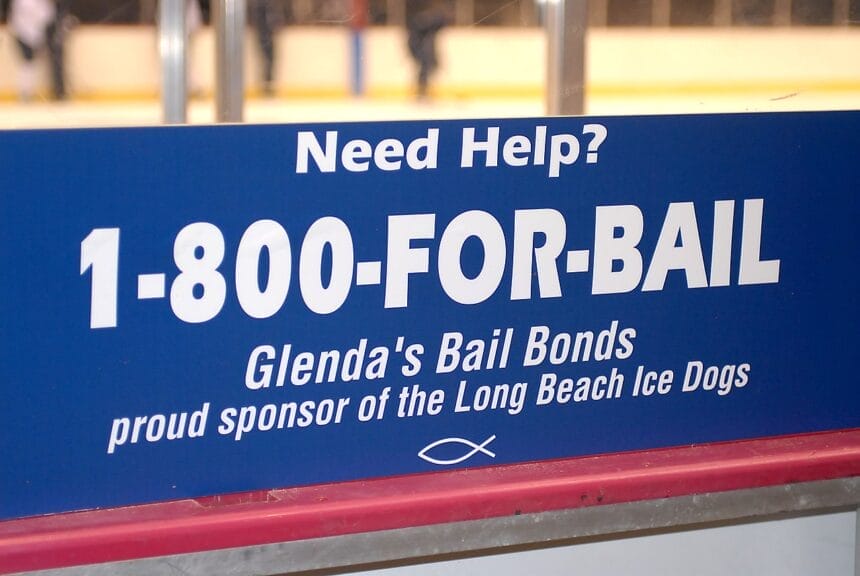 Need Help?
1-800-FOR-BAIL
Glenda's Bail Bonds
proud sponsor of the Long Beach Ice Dogs